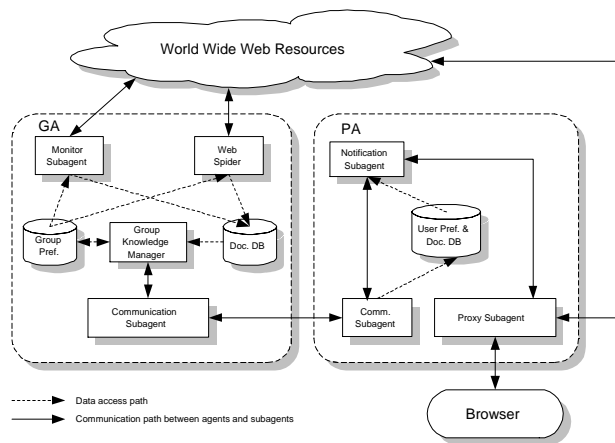 World Wide Web Resources
GA
PA
Monitor
Subagent
Web
Spider
Notification
Subagent
Group
Pref.
Group
Knowledge
Manager
Doc. DB
User Pref. &
Doc. DB
Communication
Subagent
Comm.
Subagent
Proxy Subagent
Data access path
Communication path between agents and subagents
Browser